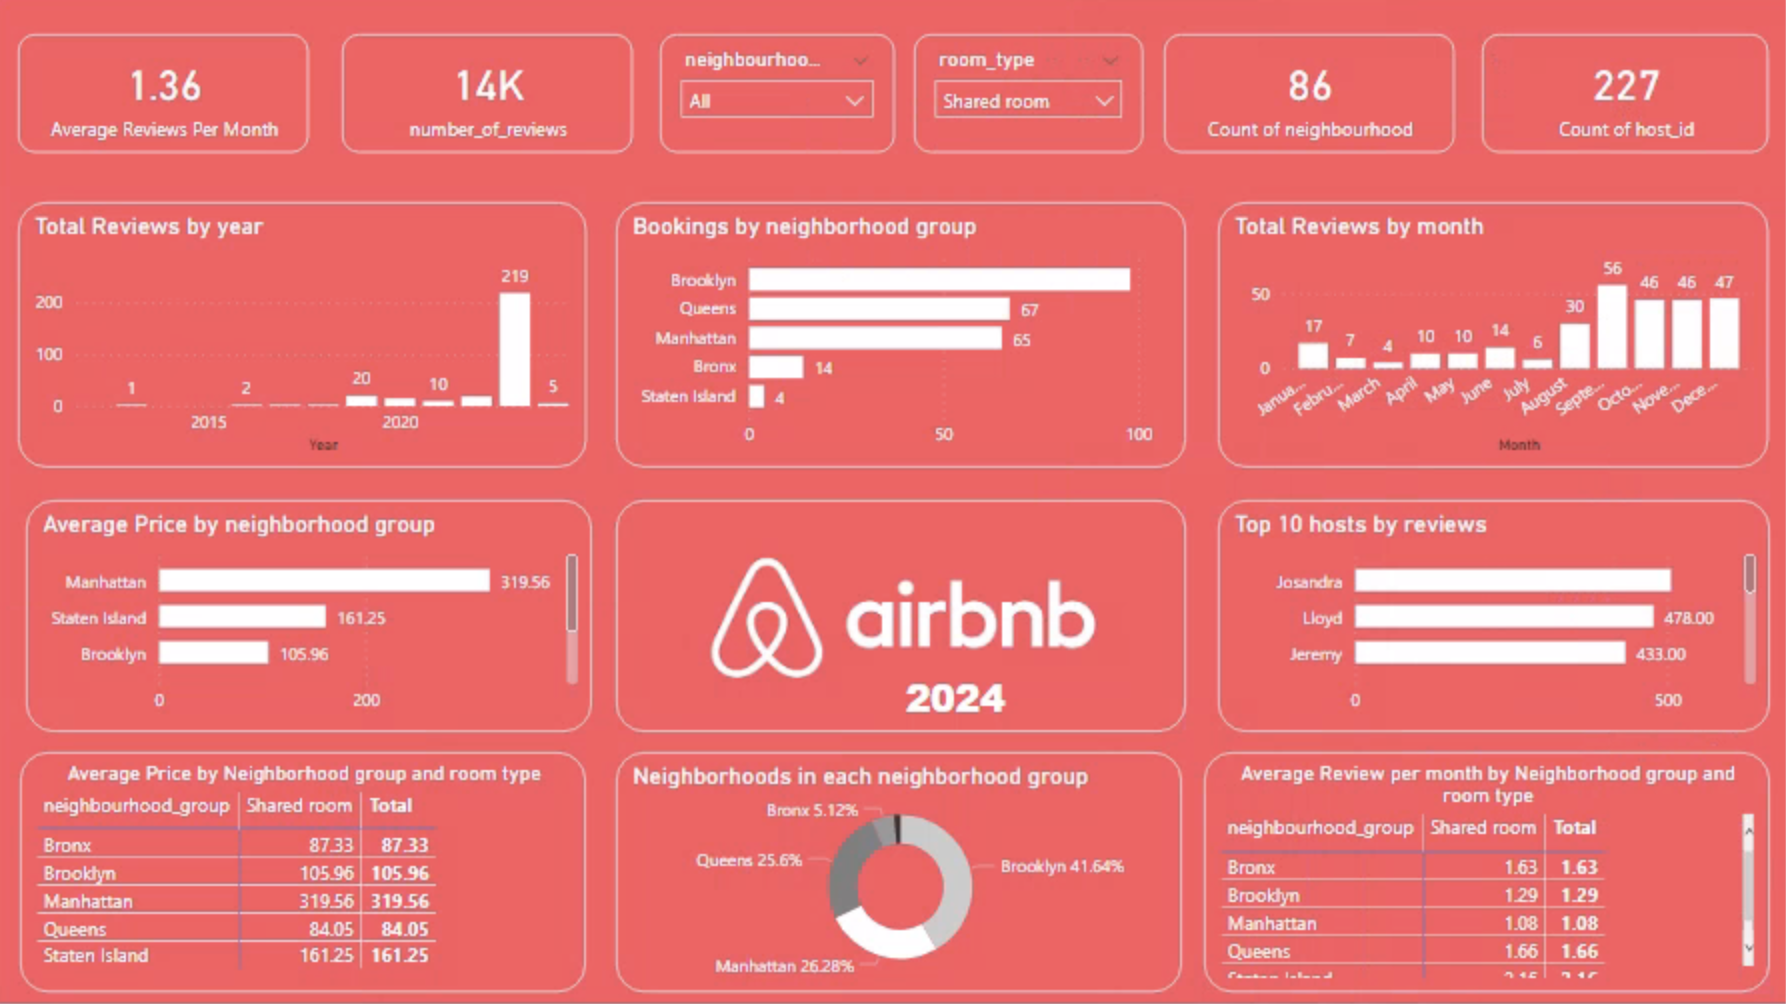 1.36
Average Reviews Per Month
14K
number_of_reviews
neighbourhoo...
All
room_type
Shared room
86
Count of neighbourhood
227
Count of host_id
Total Reviews by year
200
100
0
1
2
20
10
219
5
2015
2020
Year
Bookings by neighborhood group
Brooklyn
Queens
67
Manhattan
65
Bronx
14
Staten Island
4
0
50
100
Total Reviews by month
50
0
17
7
4
10
10
14
6
30
56
46
46
47
Janua...
Febru...
March
April
May
June
July
August
Septe...
Octo...
Nove...
Dece...
Month
Average Price by neighborhood group
Manhattan
319.56
Staten Island
161.25
Brooklyn
105.96
0
200
airbnb
2024
Top 10 hosts by reviews
Josandra
Lloyd
478.00
Jeremy
433.00
0
500
Average Price by Neighborhood group and room type
neighbourhood_group Shared room Total
Bronx 87.33 87.33
Brooklyn 105.96 105.96
Manhattan 319.56 319.56
Queens 84.05 84.05
Staten Island 161.25 161.25
Neighborhoods in each neighborhood group
Bronx 5.12%
Queens 25.6%
Brooklyn 41.64%
Manhattan 26.28%
Average Review per month by Neighborhood group and
room type
neighbourhood_group Shared room Total
Bronx 1.63 1.63
Brooklyn 1.29 1.29
Manhattan 1.08 1.08
Queens 1.66 1.66
Staten Island